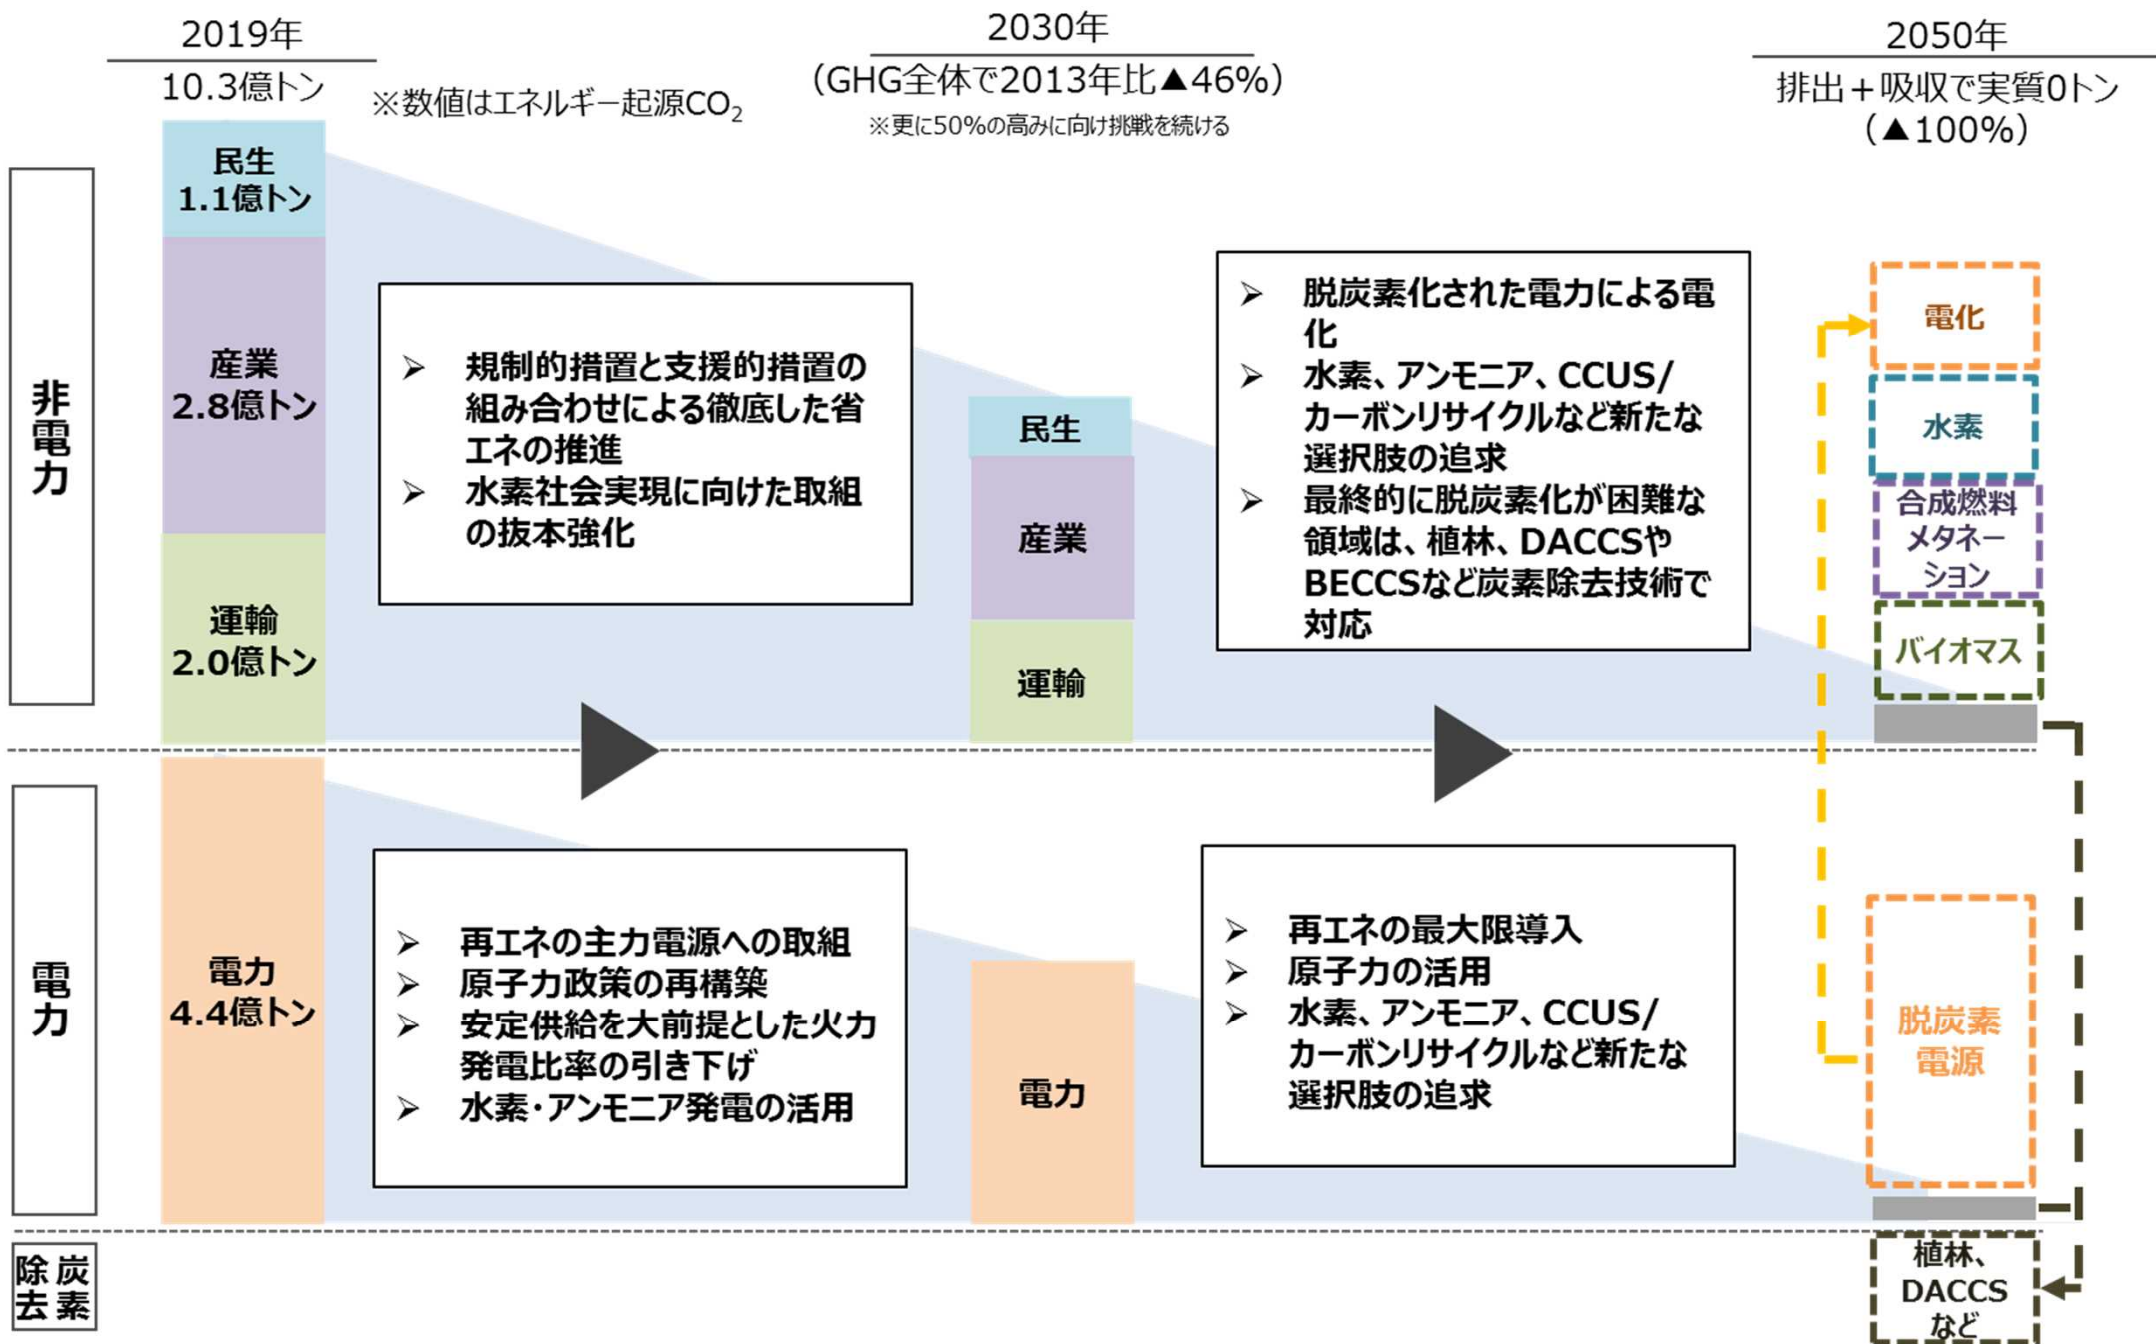 2019年
10.3億トン
※数値はエネルギー起源CO₂
2030年
(GHG全体で2013年比▲46%)
※更に50%の高みに向け挑戦を続ける
2050年
排出+吸収で実質0トン
(▲100%)
非電力
民生
1.1億トン
産業
2.8億トン
運輸
2.0億トン
➢ 規制的措置と支援的措置の
組み合わせによる徹底した省
エネの推進
➢ 水素社会実現に向けた取組
の抜本強化
民生
産業
運輸
➢ 脱炭素化された電力による電
化
➢ 水素、アンモニア、CCUS/
カーボンリサイクルなど新たな
選択肢の追求
➢ 最終的に脱炭素化が困難な
領域は、植林、DACCSや
BECCSなど炭素除去技術で
対応
電化
水素
合成燃料
メタネー
ション
バイオマス
電力
電力
4.4億トン
➢ 再エネの主力電源への取組
➢ 原子力政策の再構築
➢ 安定供給を大前提とした火力
発電比率の引き下げ
➢ 水素・アンモニア発電の活用
電力
➢ 再エネの最大限導入
➢ 原子力の活用
➢ 水素、アンモニア、CCUS/
カーボンリサイクルなど新たな
選択肢の追求
脱炭素
電源
炭素
除去
植林、
DACCS
など